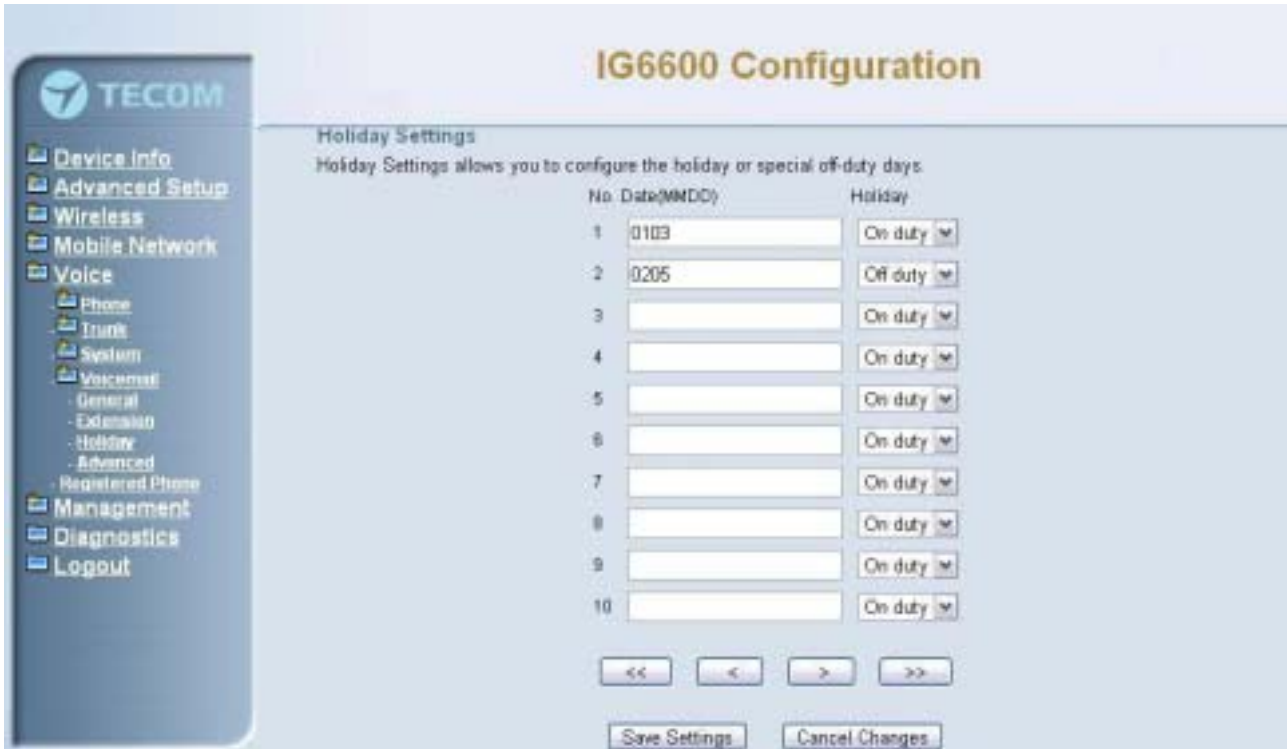 IG6600 Configuration
TECOM
Device Info
Advanced Setup
Wireless
Mobile Network
Voice
Phone
Trunk
System
Voicemail
- General
- Extension
- Holiday
- Advanced
- Registered Phone
Management
Diagnostics
Logout
Holiday Settings
Holiday Settings allows you to configure the holiday or special off-duty days.
No. Date(MMDD) Holiday
1 0103 On duty
2 0205 Off duty
3 On duty
4 On duty
5 On duty
6 On duty
7 On duty
8 On duty
9 On duty
10 On duty
<< < > >>
Save Settings Cancel Changes